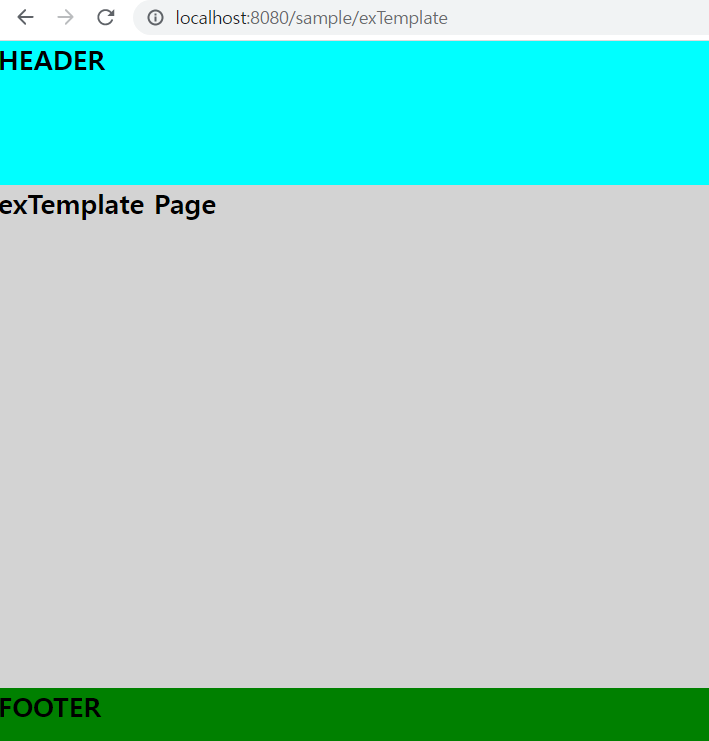 localhost:8080/sample/exTemplate
HEADER
exTemplate Page
FOOTER